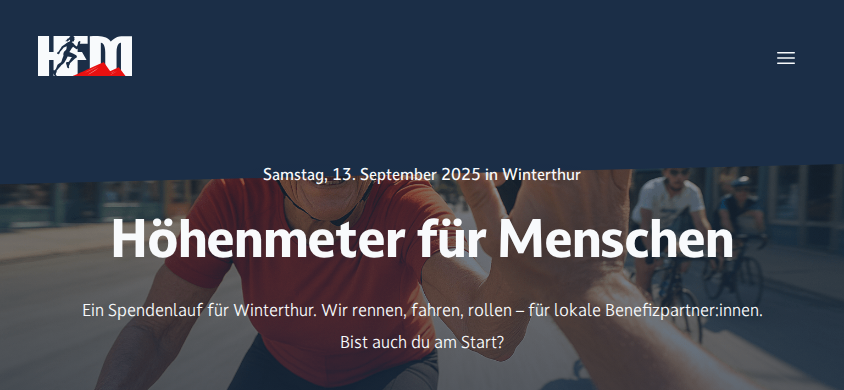 HFM
Samstag, 13. September 2025 in Winterthur
Höhenmeter für Menschen
Ein Spendenlauf für Winterthur. Wir rennen, fahren, rollen – für lokale Benefizpartner:innen.
Bist auch du am Start?